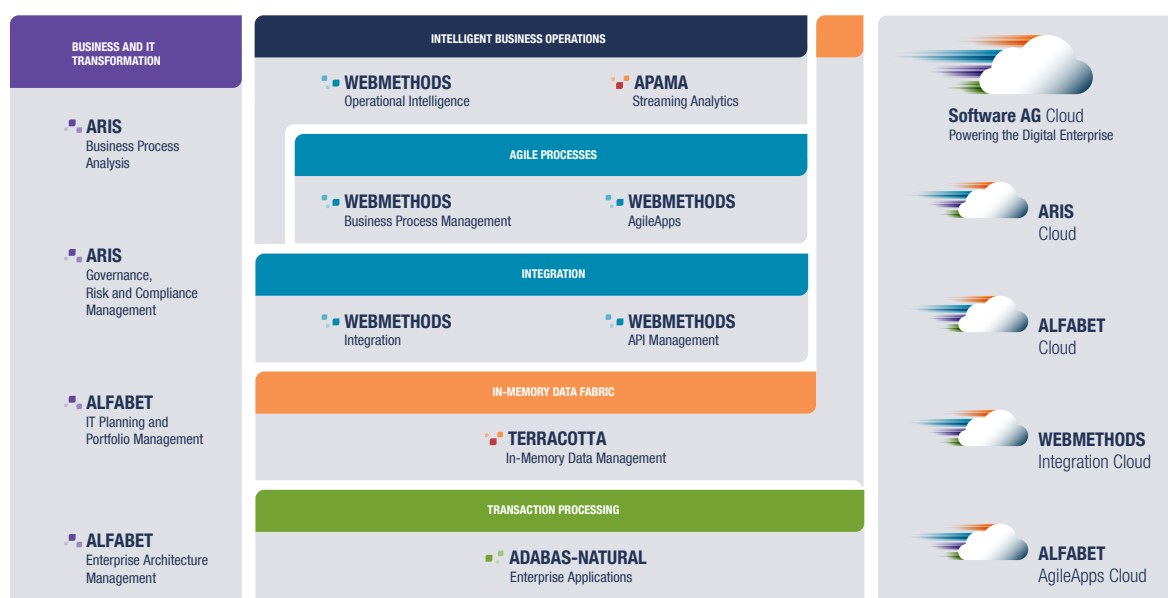 BUSINESS AND IT
TRANSFORMATION
ARIS
Business Process
Analysis
ARIS
Governance,
Risk and Compliance
Management
ALFABET
IT Planning and
Portfolio Management
ALFABET
Enterprise Architecture
Management
INTELLIGENT BUSINESS OPERATIONS
WEBMETHODS
Operational Intelligence
APAMA
Streaming Analytics
AGILE PROCESSES
WEBMETHODS
Business Process Management
WEBMETHODS
AgileApps
INTEGRATION
WEBMETHODS
Integration
WEBMETHODS
API Management
IN-MEMORY DATA FABRIC
TERRACOTTA
In-Memory Data Management
TRANSACTION PROCESSING
ADABAS-NATURAL
Enterprise Applications
Software AG Cloud
Powering the Digital Enterprise
ARIS
Cloud
ALFABET
Cloud
WEBMETHODS
Integration Cloud
ALFABET
AgileApps Cloud